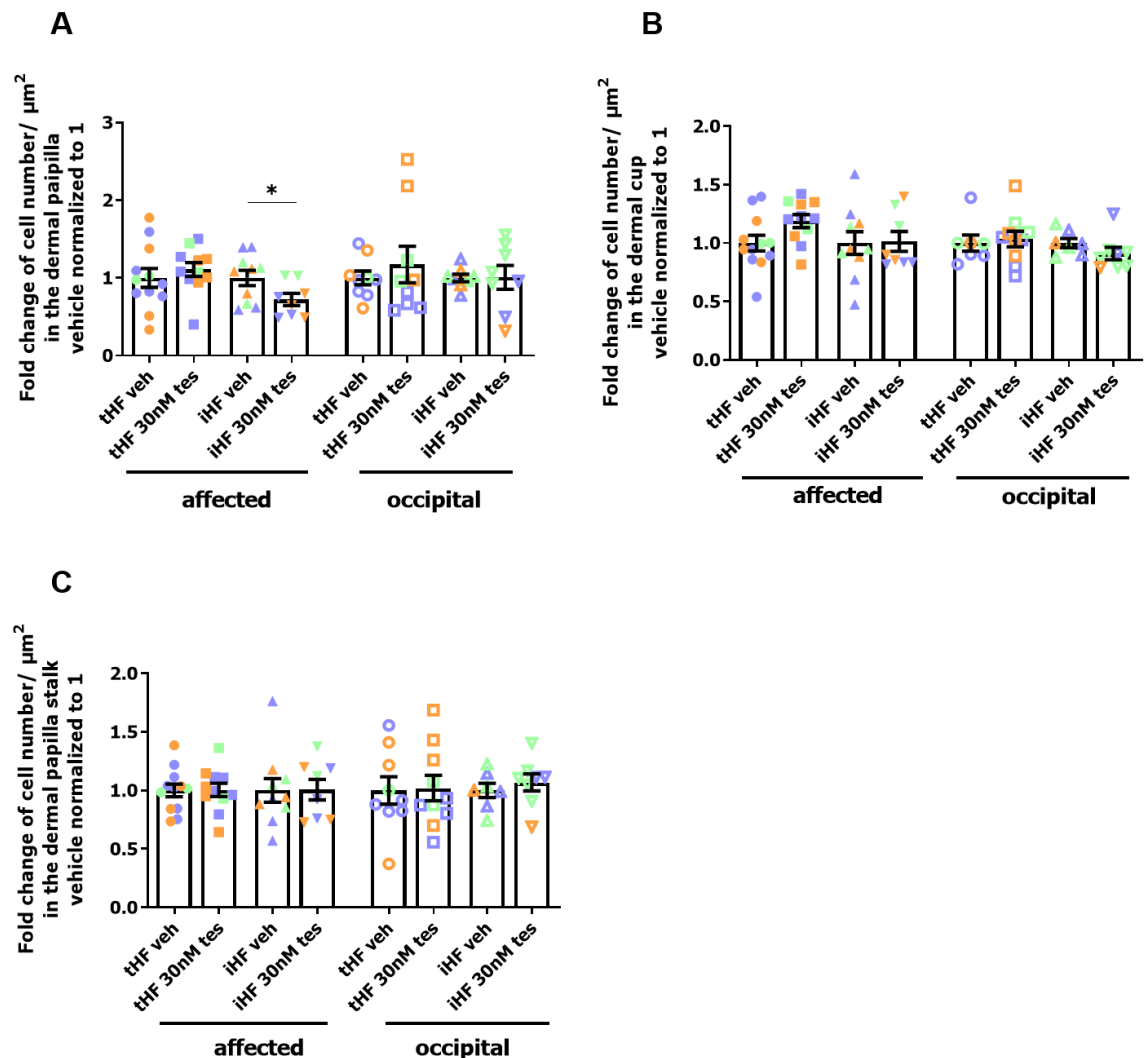 A
Fold change of cell number/ µm²
in the dermal paipilla
vehicle normalized to 1
3
2
1
0
*
tHF veh
tHF 30nM tes
iHF veh
iHF 30nM tes
tHF veh
tHF 30nM tes
iHF veh
iHF 30nM tes
affected
occipital
B
Fold change of cell number/ µm²
in the dermal cup
vehicle normalized to 1
2.0
1.5
1.0
0.5
0.0
tHF veh
tHF 30nM tes
iHF veh
iHF 30nM tes
tHF veh
tHF 30nM tes
iHF veh
iHF 30nM tes
affected
occipital
C
Fold change of cell number/ µm²
in the dermal papilla stalk
vehicle normalized to 1
2.0
1.5
1.0
0.5
0.0
tHF veh
tHF 30nM tes
iHF veh
iHF 30nM tes
tHF veh
tHF 30nM tes
iHF veh
iHF 30nM tes
affected
occipital